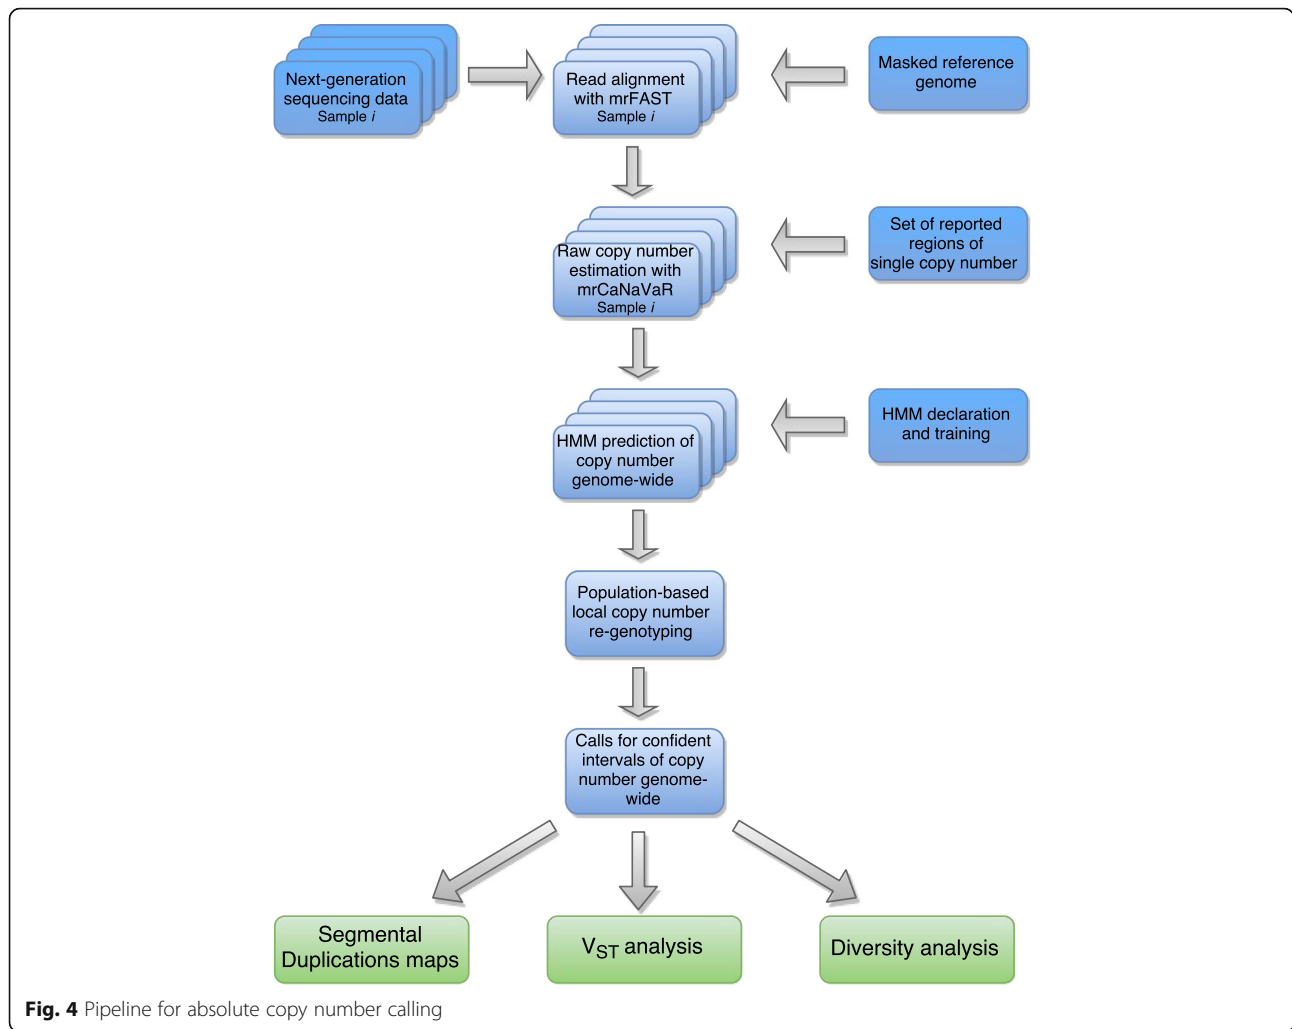 Next-generation
sequencing data
Sample i
Read alignment
with mrFAST
Sample i
Masked reference
genome
Raw copy number
estimation with
mrCaNaVaR
Sample i
Set of reported
regions of
single copy number
HMM prediction of
copy number
genome-wide
HMM declaration
and training
Population-based
local copy number
re-genotyping
Calls for confident
intervals of copy
number genome-
wide
Segmental
Duplications maps
VST analysis
Diversity analysis
Fig. 4 Pipeline for absolute copy number calling